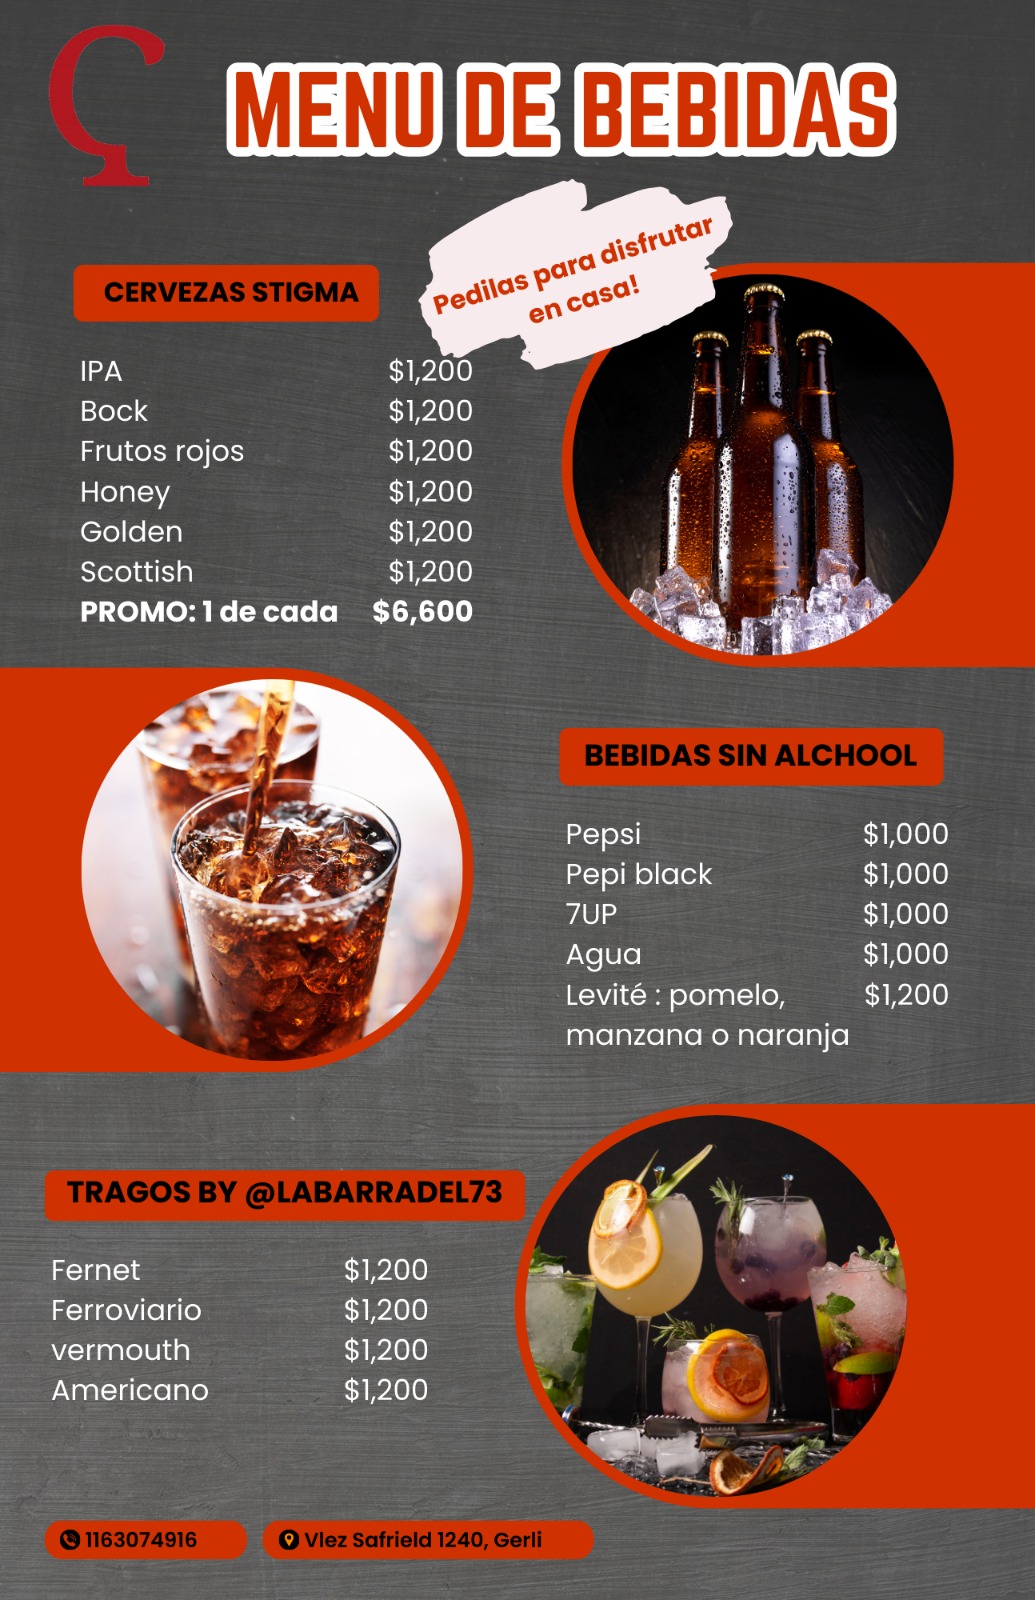 MENU DE BEBIDAS
Pedilas para disfrutar
en casa!
CERVEZAS STIGMA
IPA $1,200
Bock $1,200
Frutos rojos $1,200
Honey $1,200
Golden $1,200
Scottish $1,200
PROMO: 1 de cada $6,600
BEBIDAS SIN ALCHOOL
Pepsi $1,000
Pepi black $1,000
7UP $1,000
Agua $1,000
Levité : pomelo, $1,200
manzana o naranja
TRAGOS BY @LABARRADEL73
Fernet $1,200
Ferroviario $1,200
vermouth $1,200
Americano $1,200
1163074916
Vlez Safrield 1240, Gerli